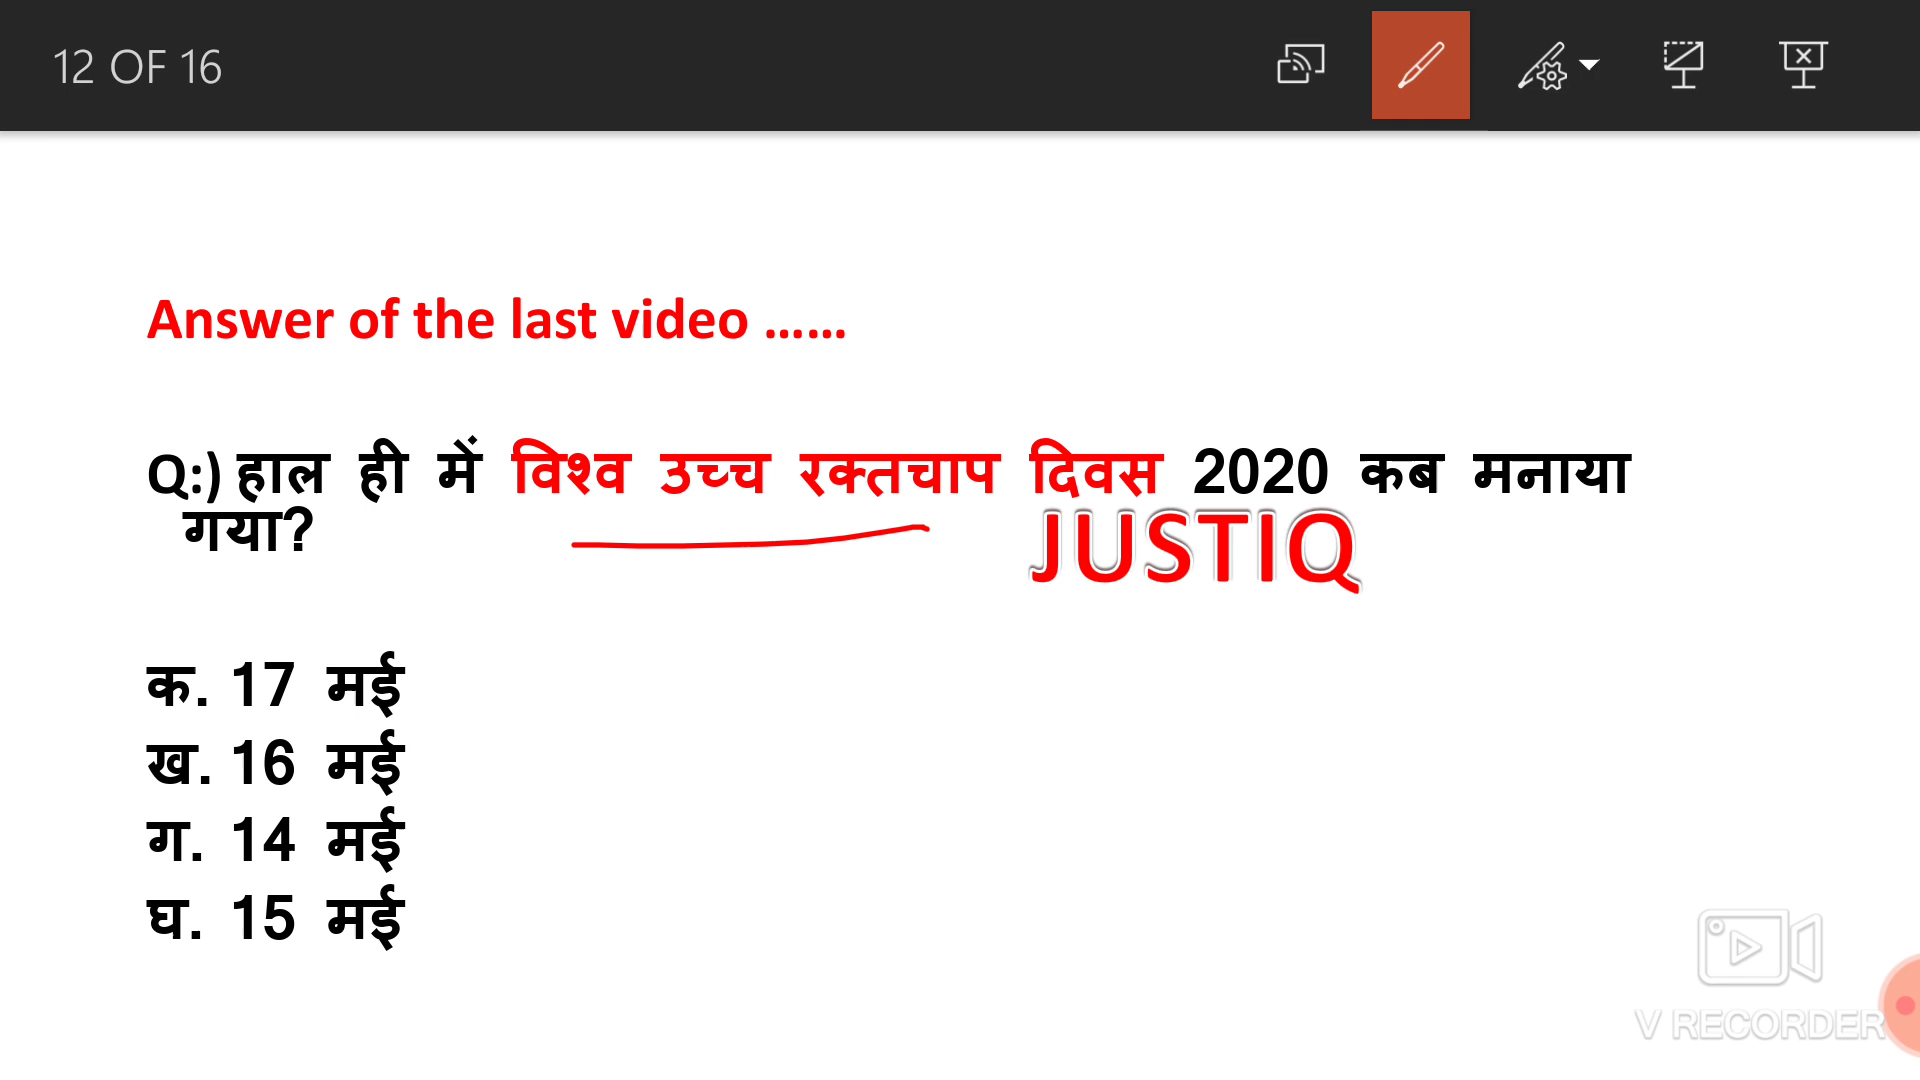 12 OF 16
Answer of the last video ......
Q:) हाल ही में विश्व उच्च रक्तचाप दिवस 2020 कब मनाया
गया?
JUSTIQ
क. 17 मई
ख. 16 मई
ग. 14 मई
घ. 15 मई
V RECORDER